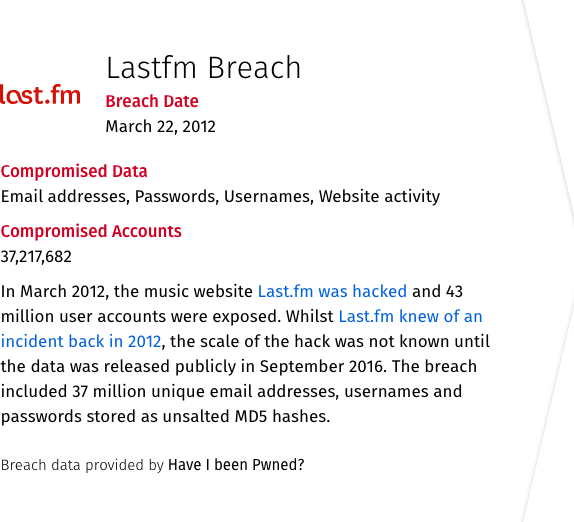 Lastfm Breach
last.fm
Breach Date
March 22, 2012
Compromised Data
Email addresses, Passwords, Usernames, Website activity
Compromised Accounts
37,217,682
In March 2012, the music website Last.fm was hacked and 43
million user accounts were exposed. Whilst Last.fm knew of an
incident back in 2012, the scale of the hack was not known until
the data was released publicly in September 2016. The breach
included 37 million unique email addresses, usernames and
passwords stored as unsalted MD5 hashes.
Breach data provided by Have I been Pwned?